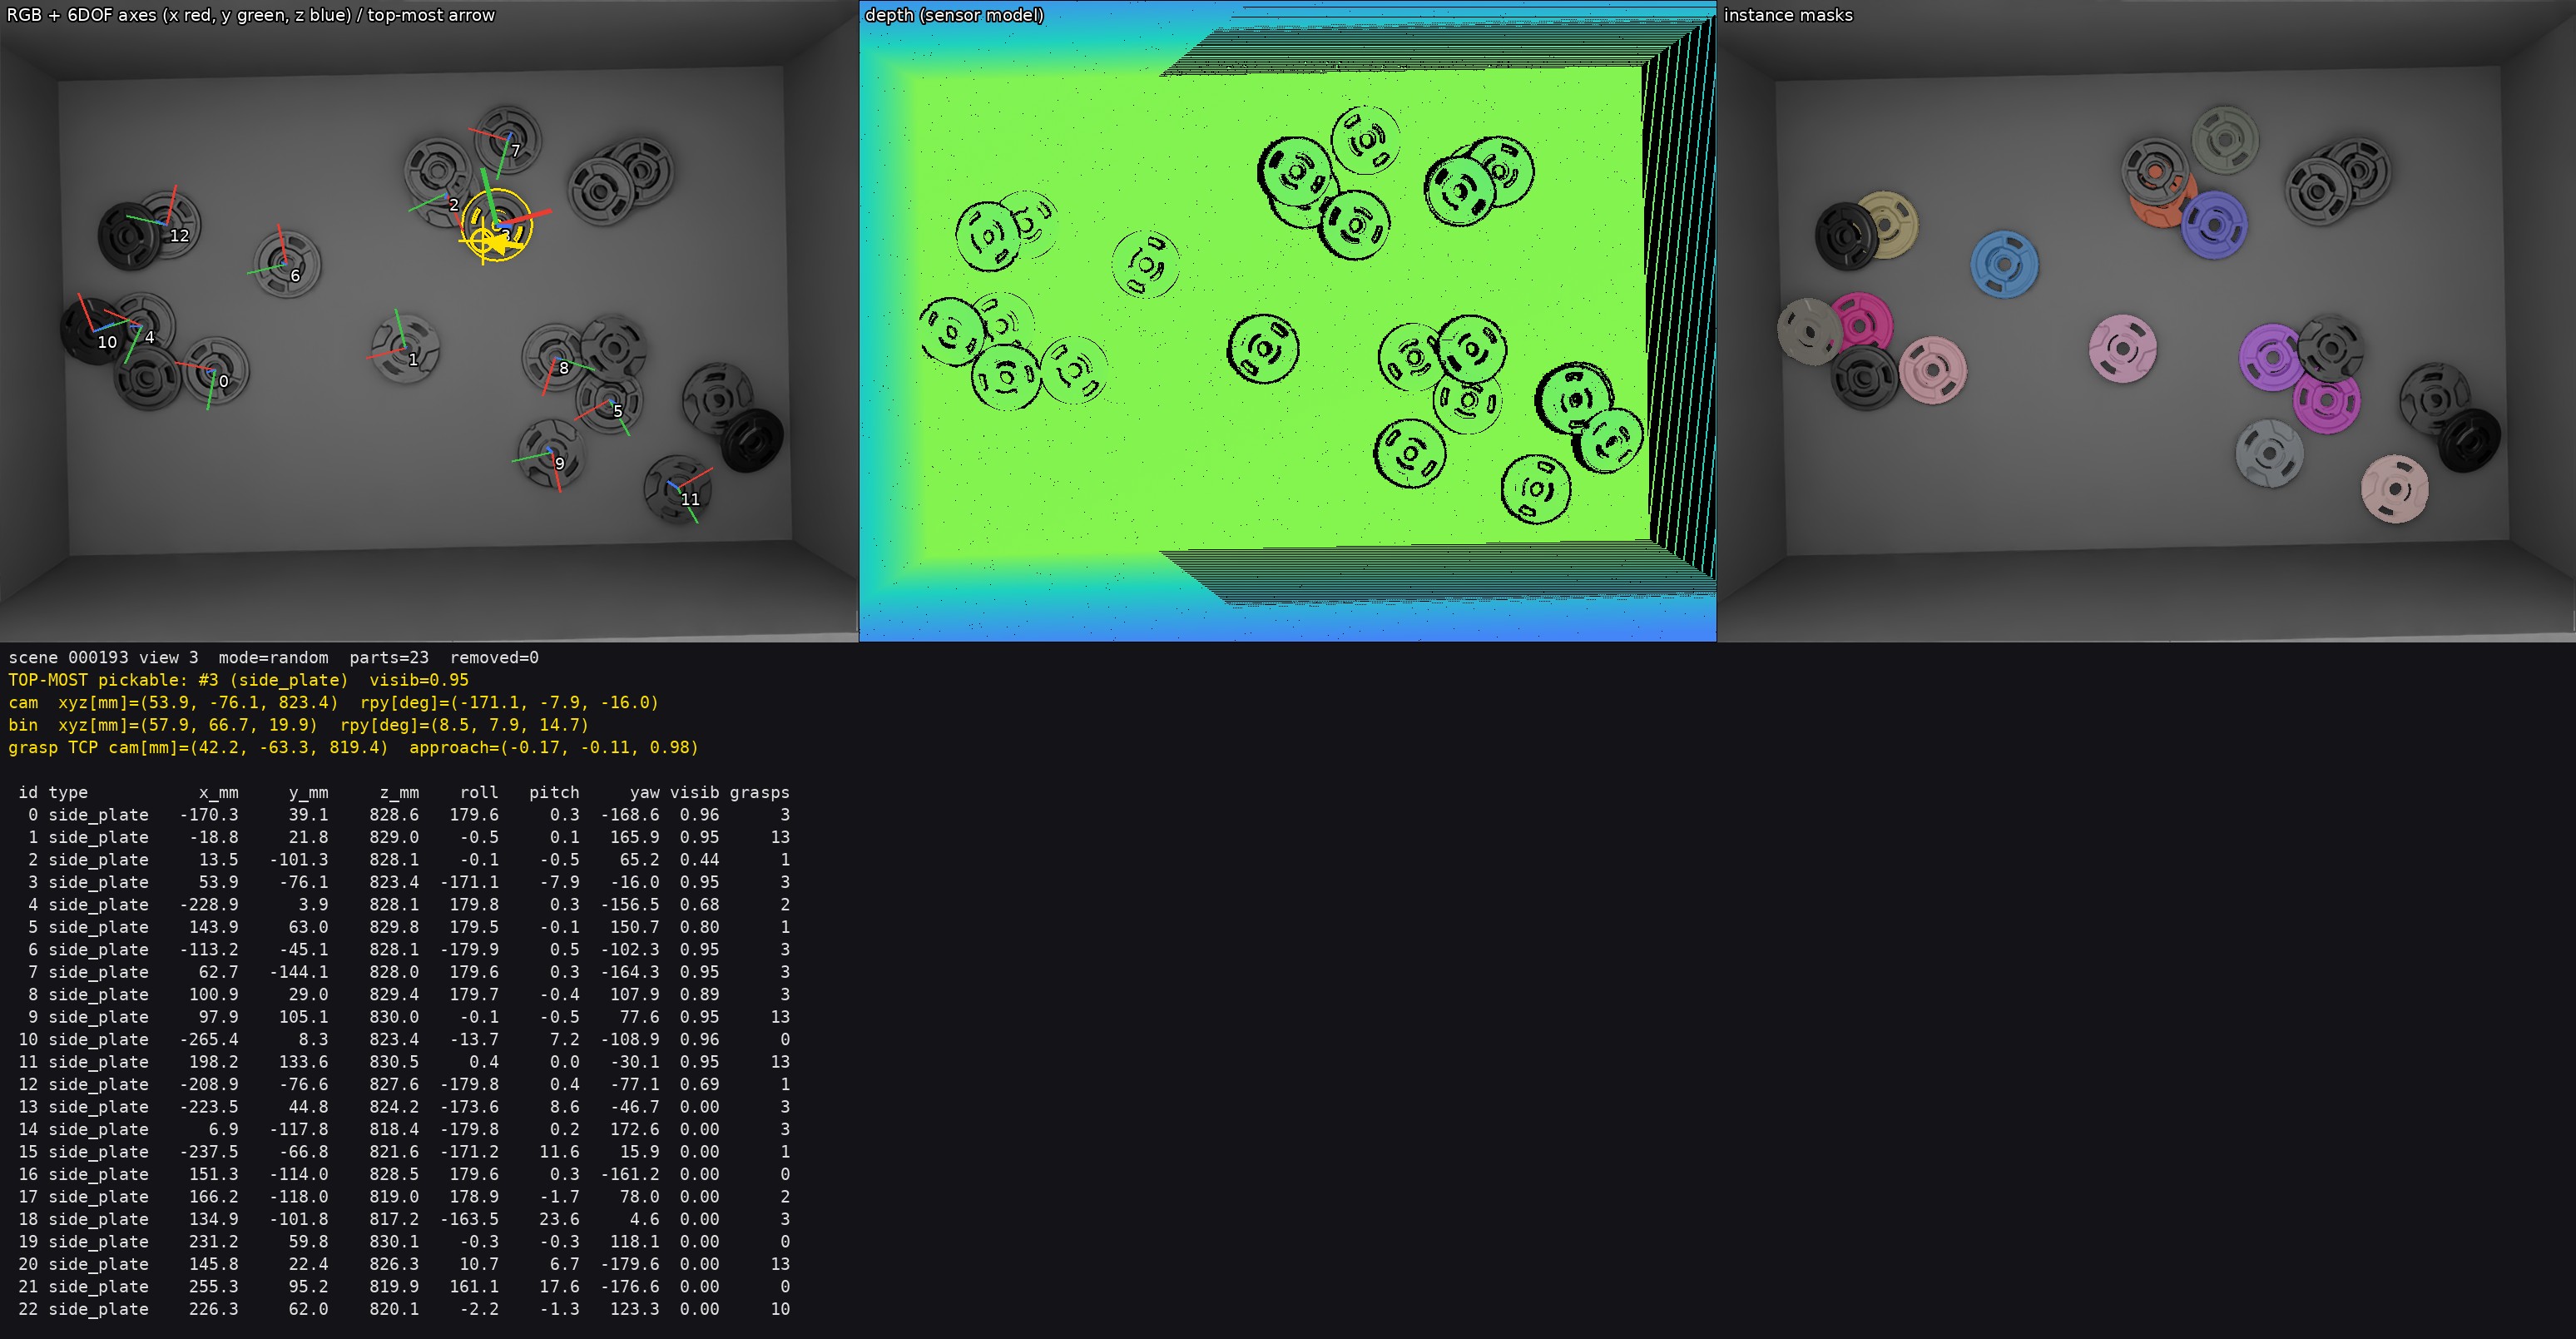 RGB + 6DOF axes (x red, y green, z blue) / top-most arrow
depth (sensor model)
instance masks
7
2
12
3
6
4
10
1
8
0
5
9
11
scene 000193 view 3  mode=random  parts=23  removed=0
TOP-MOST pickable: #3 (side_plate)  visib=0.95
cam  xyz[mm]=(53.9, -76.1, 823.4)  rpy[deg]=(-171.1, -7.9, -16.0)
bin  xyz[mm]=(57.9, 66.7, 19.9)  rpy[deg]=(8.5, 7.9, 14.7)
grasp TCP cam[mm]=(42.2, -63.3, 819.4)  approach=(-0.17, -0.11, 0.98)
id type x_mm y_mm z_mm roll pitch yaw visib grasps
0 side_plate -170.3 39.1 828.6 179.6 0.3 -168.6 0.96 3
1 side_plate -18.8 21.8 829.0 -0.5 0.1 165.9 0.95 13
2 side_plate 13.5 -101.3 828.1 -0.1 -0.5 65.2 0.44 1
3 side_plate 53.9 -76.1 823.4 -171.1 -7.9 -16.0 0.95 3
4 side_plate -228.9 3.9 828.1 179.8 0.3 -156.5 0.68 2
5 side_plate 143.9 63.0 829.8 179.5 -0.1 150.7 0.80 1
6 side_plate -113.2 -45.1 828.1 -179.9 0.5 -102.3 0.95 3
7 side_plate 62.7 -144.1 828.0 179.6 0.3 -164.3 0.95 3
8 side_plate 100.9 29.0 829.4 179.7 -0.4 107.9 0.89 3
9 side_plate 97.9 105.1 830.0 -0.1 -0.5 77.6 0.95 13
10 side_plate -265.4 8.3 823.4 -13.7 7.2 -108.9 0.96 0
11 side_plate 198.2 133.6 830.5 0.4 0.0 -30.1 0.95 13
12 side_plate -208.9 -76.6 827.6 -179.8 0.4 -77.1 0.69 1
13 side_plate -223.5 44.8 824.2 -173.6 8.6 -46.7 0.00 3
14 side_plate 6.9 -117.8 818.4 -179.8 0.2 172.6 0.00 3
15 side_plate -237.5 -66.8 821.6 -171.2 11.6 15.9 0.00 1
16 side_plate 151.3 -114.0 828.5 179.6 0.3 -161.2 0.00 0
17 side_plate 166.2 -118.0 819.0 178.9 -1.7 78.0 0.00 2
18 side_plate 134.9 -101.8 817.2 -163.5 23.6 4.6 0.00 3
19 side_plate 231.2 59.8 830.1 -0.3 -0.3 118.1 0.00 0
20 side_plate 145.8 22.4 826.3 10.7 6.7 -179.6 0.00 13
21 side_plate 255.3 95.2 819.9 161.1 17.6 -176.6 0.00 0
22 side_plate 226.3 62.0 820.1 -2.2 -1.3 123.3 0.00 10